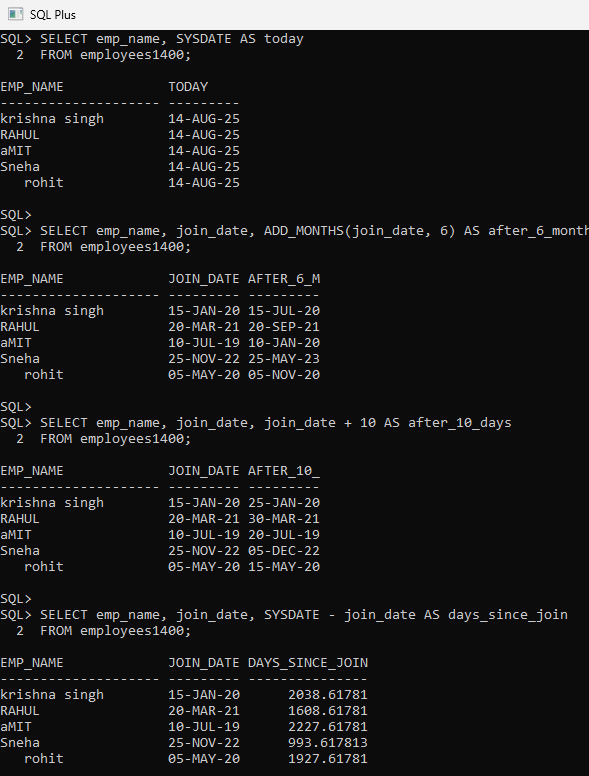 SQL Plus
SQL> SELECT emp_name, SYSDATE AS today
  2  FROM employees1400;
EMP_NAME             TODAY
-------------------- ---------
krishna singh        14-AUG-25
RAHUL                14-AUG-25
aMIT                 14-AUG-25
Sneha                14-AUG-25
   rohit             14-AUG-25
SQL>
SQL> SELECT emp_name, join_date, ADD_MONTHS(join_date, 6) AS after_6_month
  2  FROM employees1400;
EMP_NAME             JOIN_DATE AFTER_6_M
-------------------- --------- ---------
krishna singh        15-JAN-20 15-JUL-20
RAHUL                20-MAR-21 20-SEP-21
aMIT                 10-JUL-19 10-JAN-20
Sneha                25-NOV-22 25-MAY-23
   rohit             05-MAY-20 05-NOV-20
SQL>
SQL> SELECT emp_name, join_date, join_date + 10 AS after_10_days
  2  FROM employees1400;
EMP_NAME             JOIN_DATE AFTER_10_
-------------------- --------- ---------
krishna singh        15-JAN-20 25-JAN-20
RAHUL                20-MAR-21 30-MAR-21
aMIT                 10-JUL-19 20-JUL-19
Sneha                25-NOV-22 05-DEC-22
   rohit             05-MAY-20 15-MAY-20
SQL>
SQL> SELECT emp_name, join_date, SYSDATE - join_date AS days_since_join
  2  FROM employees1400;
EMP_NAME             JOIN_DATE DAYS_SINCE_JOIN
-------------------- --------- ---------------
krishna singh        15-JAN-20      2038.61781
RAHUL                20-MAR-21      1608.61781
aMIT                 10-JUL-19      2227.61781
Sneha                25-NOV-22      993.617813
   rohit             05-MAY-20      1927.61781